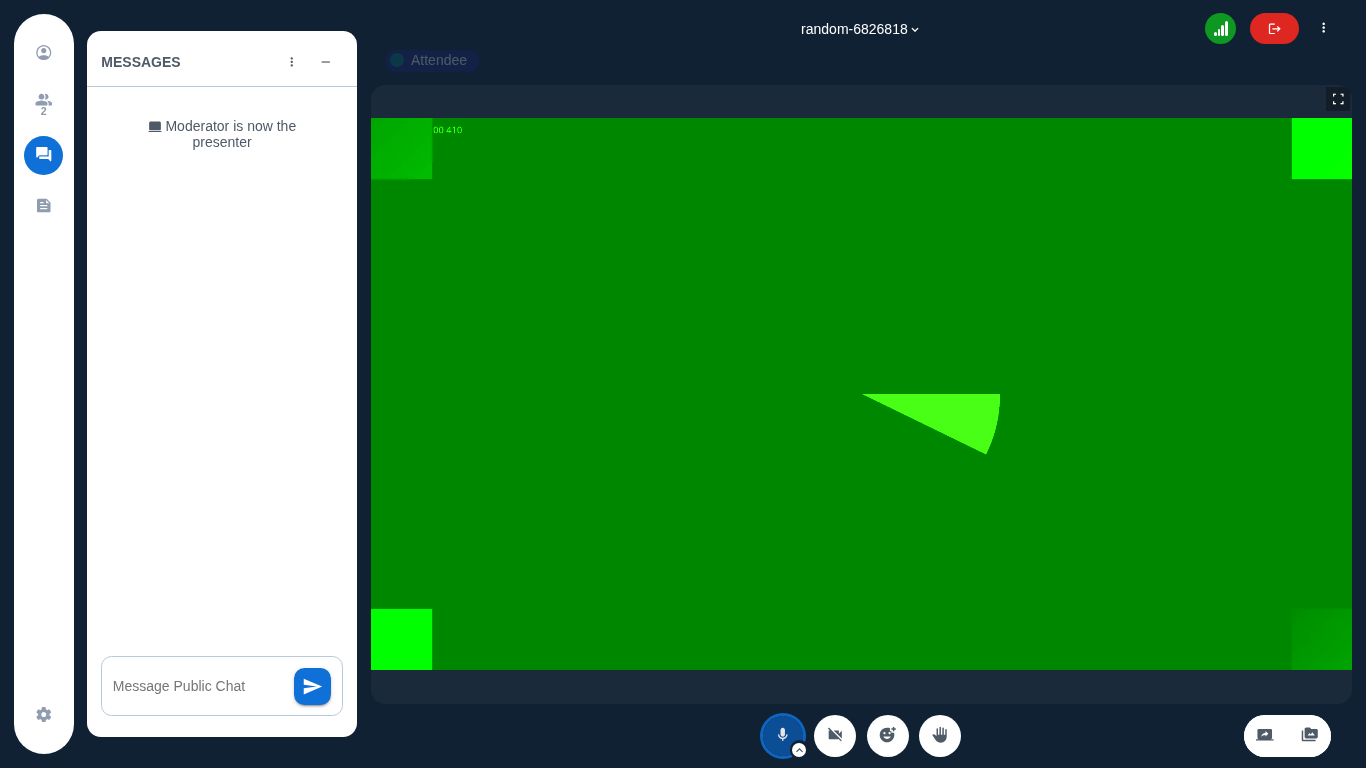 random-6826818
Attendee
2
MESSAGES
Moderator is now the
presenter
00 410
Message Public Chat